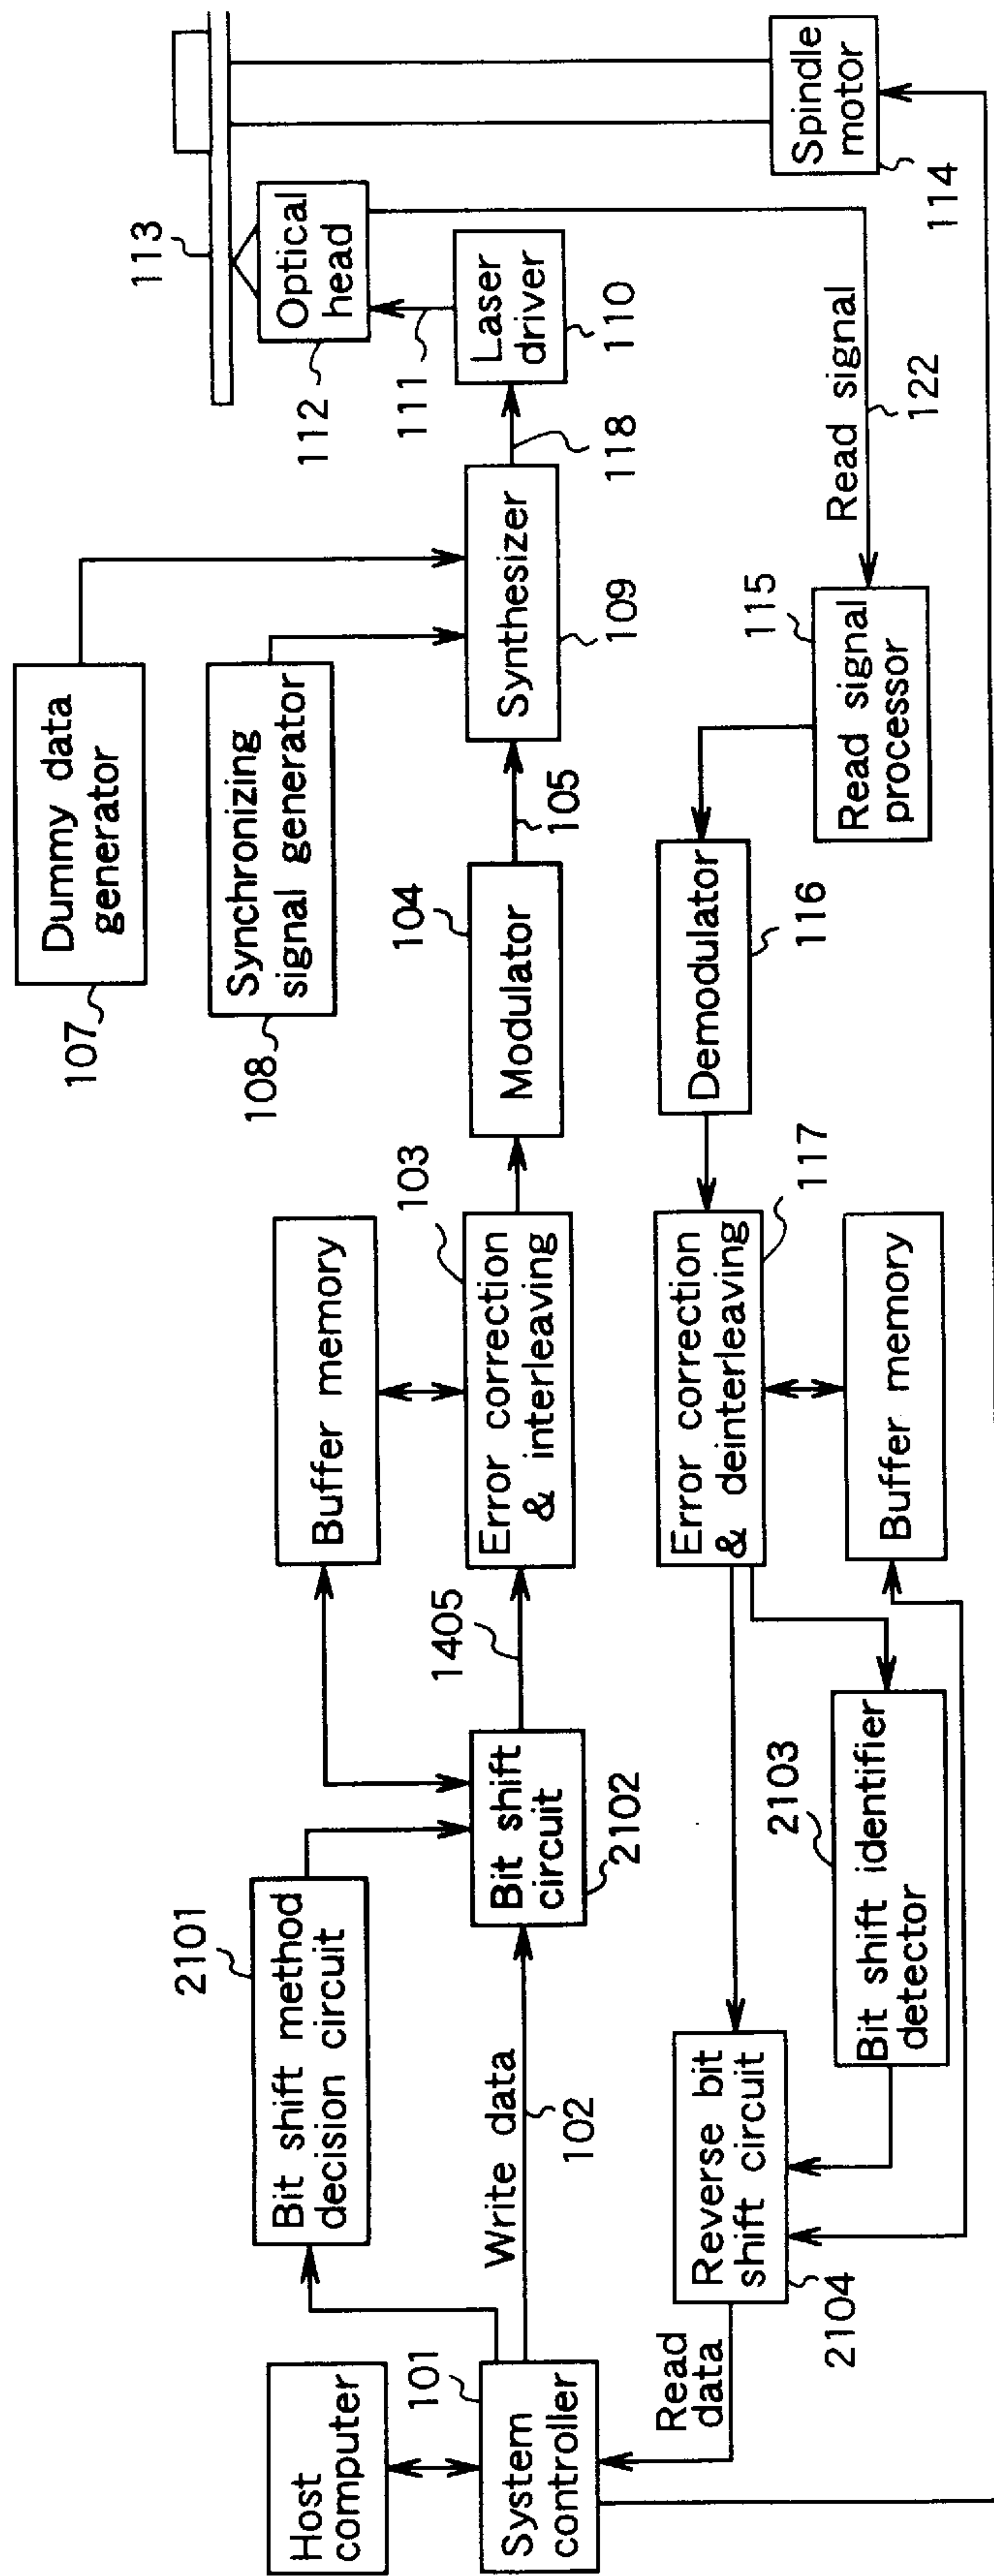 Host
computer
101
System
controller
2101
Bit shift method
decision circuit
Write data
102
Bit shift
circuit
2102
1405
Buffer memory
103
Error correction
& interleaving
107
Dummy data
generator
108
Synchronizing
signal generator
104
Modulator
105
Synthesizer
109
118
Laser
driver
110
111
112
Optical
head
113
Spindle
motor
114
Read signal
122
115
Read signal
processor
Demodulator
116
117
Error correction
& deinterleaving
Buffer memory
2103
Bit shift identifier
detector
Reverse bit
shift circuit
2104
Read
data